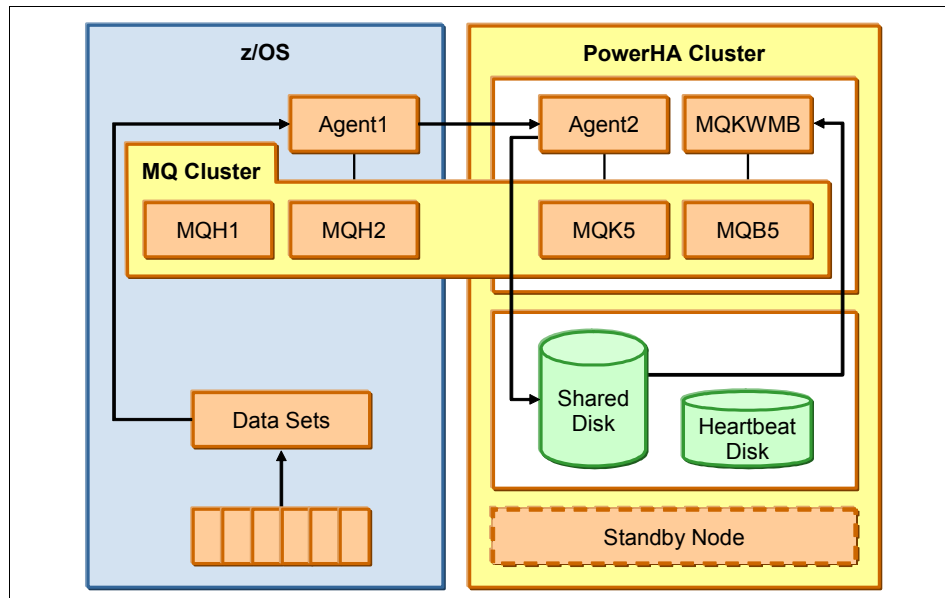 z/OS
PowerHA Cluster
Agent1
Agent2
MQKWMB
MQ Cluster
MQH1
MQH2
MQK5
MQB5
Data Sets
Shared
Disk
Heartbeat
Disk
Standby Node